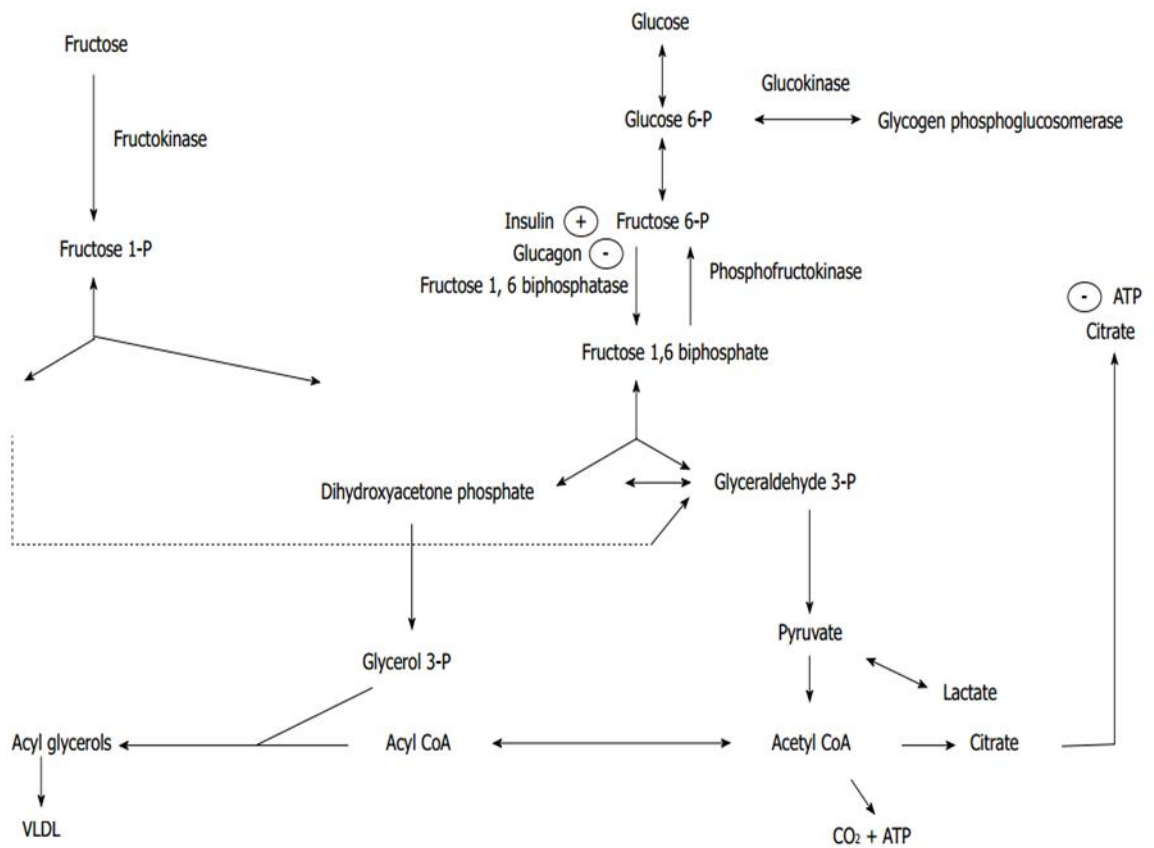 Glucose
Fructose
Glucokinase
Glucose 6-P
Glycogen phosphoglucosomerase
Fructokinase
Insulin + Fructose 6-P
Fructose 1-P
Glucagon -
Phosphofructokinase
Fructose 1, 6 biphosphatase
- ATP
Citrate
Fructose 1,6 biphosphate
Dihydroxyacetone phosphate
Glyceraldehyde 3-P
Pyruvate
Glycerol 3-P
Lactate
Acyl glycerols
Acyl CoA
Acetyl CoA
Citrate
VLDL
CO₂ + ATP